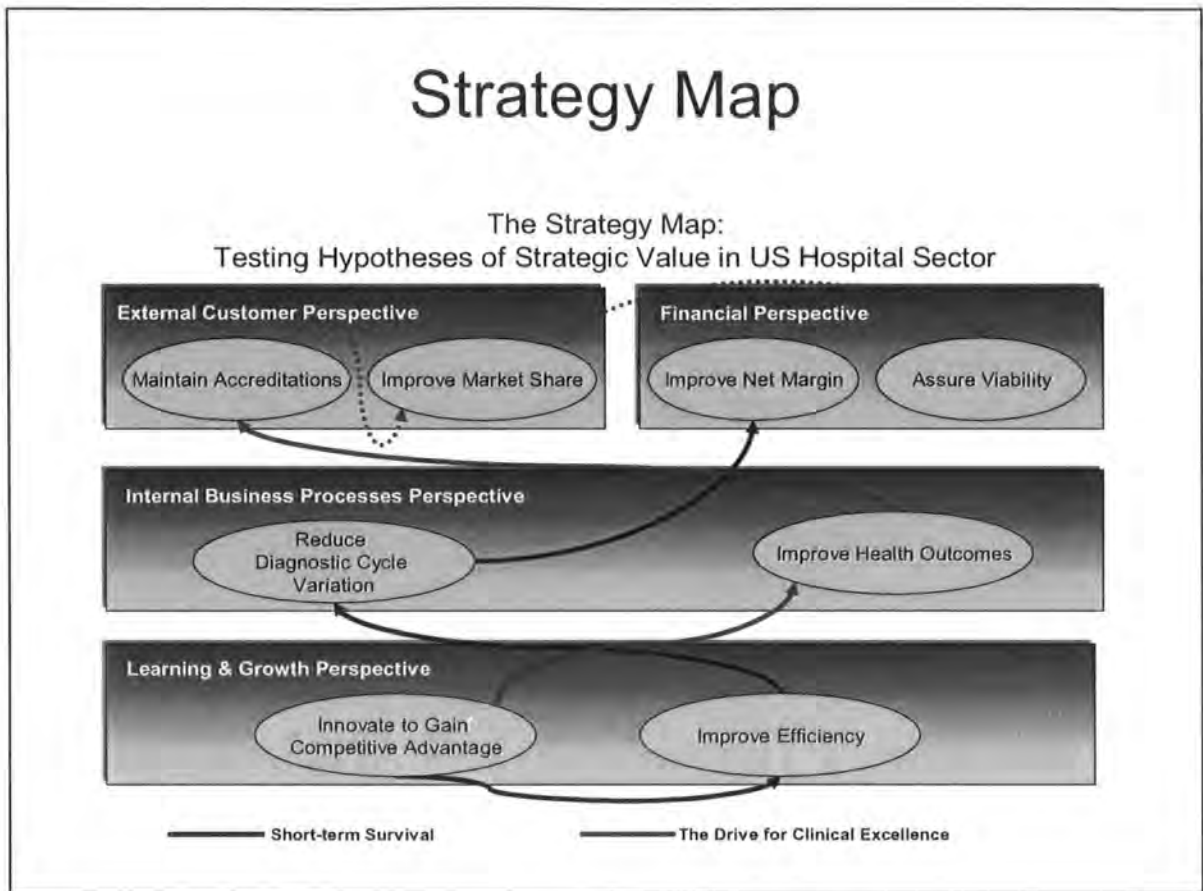 Strategy Map
The Strategy Map:
Testing Hypotheses of Strategic Value in US Hospital Sector
External Customer Perspective
Maintain Accreditations
Improve Market Share
Financial Perspective
Improve Net Margin
Assure Viability
Internal Business Processes Perspective
Reduce
Diagnostic Cycle
Variation
Improve Health Outcomes
Learning & Growth Perspective
Innovate to Gain
Competitive Advantage
Improve Efficiency
Short-term Survival
The Drive for Clinical Excellence